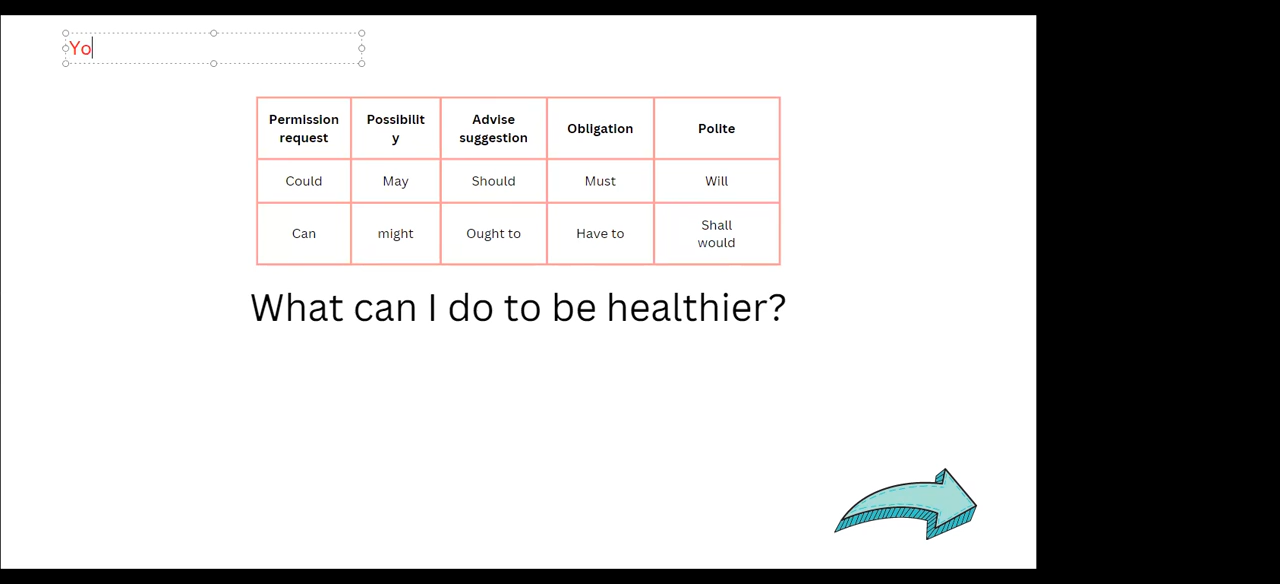 Yo
Permission Possibilit Advise Obligation Polite
request y suggestion
Could May Should Must Will
Can might Ought to Have to Shall
would
What can I do to be healthier?